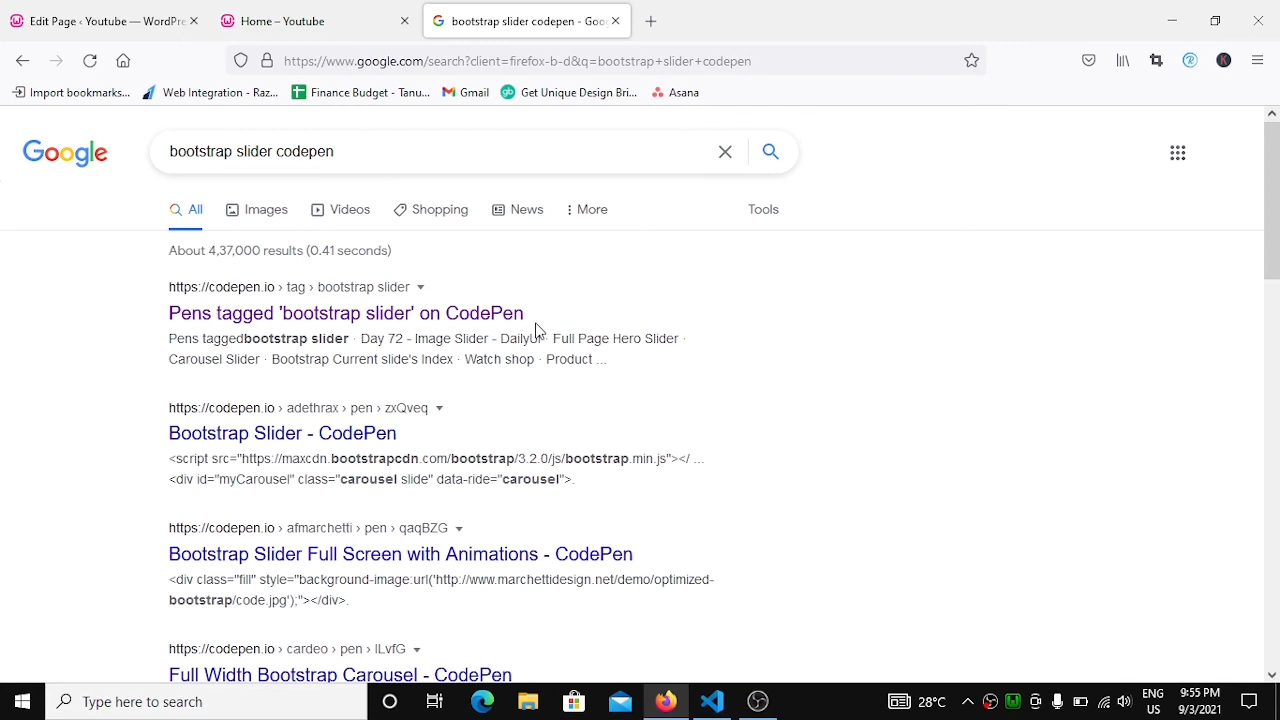 Edit Page ‹ Youtube — WordPre
Home – Youtube
bootstrap slider codepen - Goo
https://www.google.com/search?client=firefox-b-d&q=bootstrap+slider+codepen
Import bookmarks...
Web Integration - Raz...
Finance Budget - Tanu...
Gmail
Get Unique Design Bri...
Asana
Google
bootstrap slider codepen
All
Images
Videos
Shopping
News
More
Tools
About 4,37,000 results (0.41 seconds)
https://codepen.io › tag › bootstrap slider
Pens tagged 'bootstrap slider' on CodePen
Pens taggedbootstrap slider · Day 72 - Image Slider - DailyUI · Full Page Hero Slider ·
Carousel Slider · Bootstrap Current slide's Index · Watch shop · Product ...
https://codepen.io › adethrax › pen › zxQveq
Bootstrap Slider - CodePen
<script src="https://maxcdn.bootstrapcdn.com/bootstrap/3.2.0/js/bootstrap.min.js"></ ...
<div id="myCarousel" class="carousel slide" data-ride="carousel">.
https://codepen.io › afmarchetti › pen › qaqBZG
Bootstrap Slider Full Screen with Animations - CodePen
<div class="fill" style="background-image:url('http://www.marchettidesign.net/demo/optimized-
bootstrap/code.jpg');"></div>.
https://codepen.io › cardeo › pen › ILvfG
Full Width Bootstrap Carousel - CodePen
Type here to search
28°C
ENG
US
9:55 PM
9/3/2021